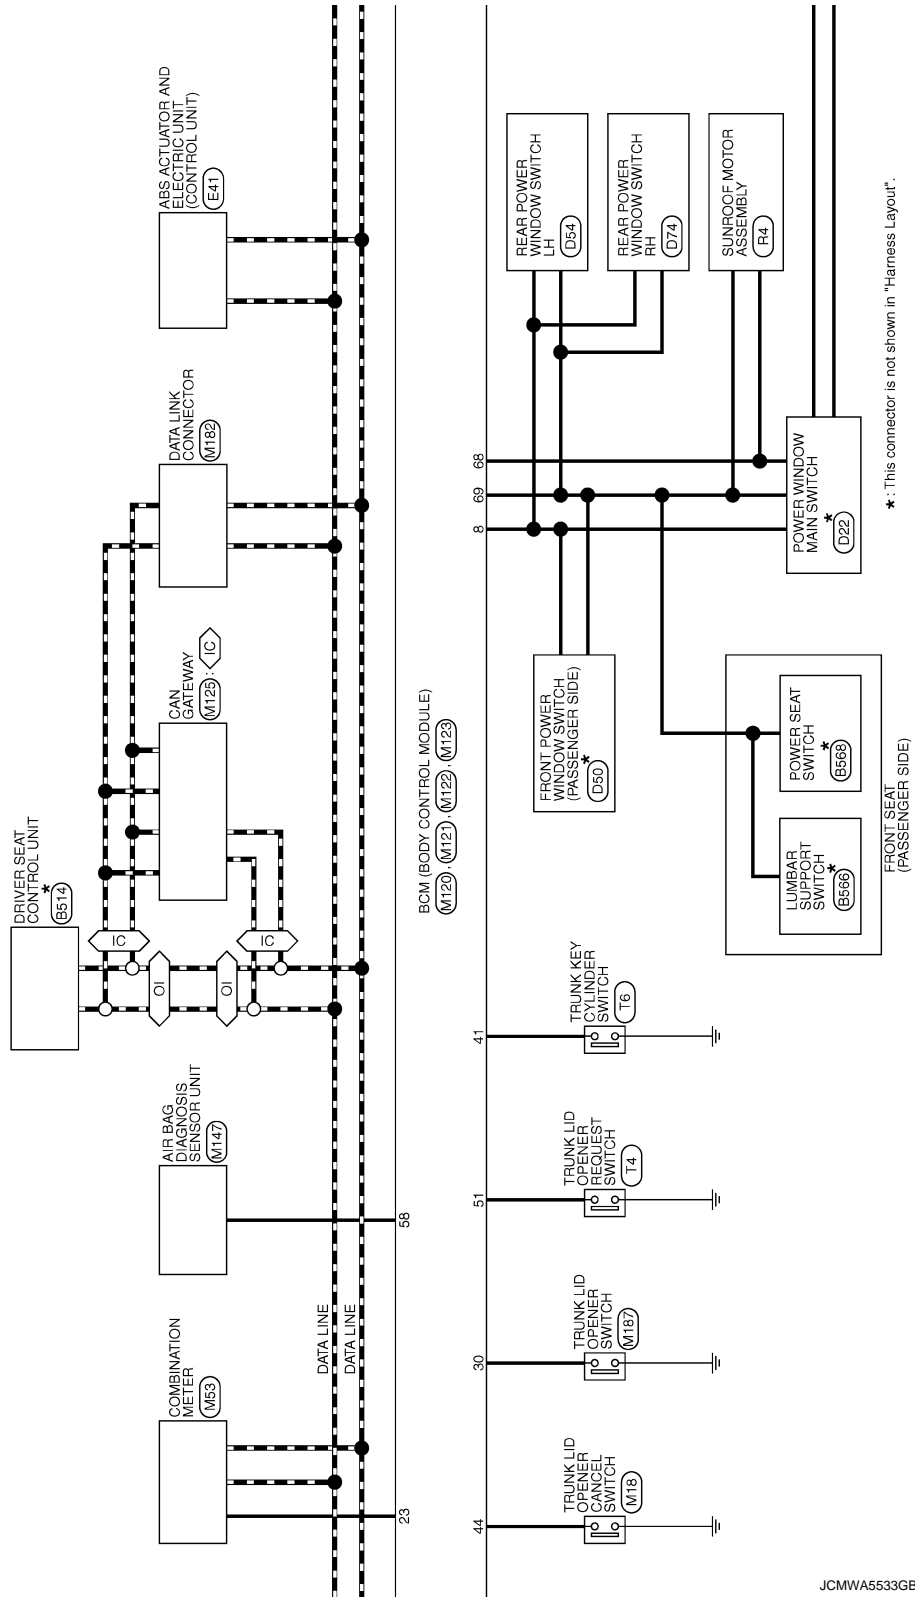 COMBINATION
METER
M53
AIR BAG
DIAGNOSIS
SENSOR UNIT
M147
DRIVER SEAT
CONTROL UNIT
*
B514
CAN
GATEWAY
M125 : IC
DATA LINK
CONNECTOR
M182
ABS ACTUATOR AND
ELECTRIC UNIT
(CONTROL UNIT)
E41
IC
OI
OI
IC
DATA LINE
DATA LINE
23
58
BCM (BODY CONTROL MODULE)
M120 , M121 , M122 , M123
44
30
51
41
8
69
68
TRUNK LID
OPENER
CANCEL
SWITCH
M18
TRUNK LID
OPENER
SWITCH
M187
TRUNK LID
OPENER
REQUEST
SWITCH
T4
TRUNK KEY
CYLINDER
SWITCH
T6
FRONT POWER
WINDOW SWITCH
(PASSENGER SIDE)
*
D50
REAR POWER
WINDOW SWITCH
LH
D54
REAR POWER
WINDOW SWITCH
RH
D74
SUNROOF MOTOR
ASSEMBLY
R4
LUMBAR
SUPPORT
SWITCH
*
B566
POWER SEAT
SWITCH
*
B568
FRONT SEAT
(PASSENGER SIDE)
POWER WINDOW
MAIN SWITCH
*
D22
* : This connector is not shown in "Harness Layout".
JCMWA5533GB